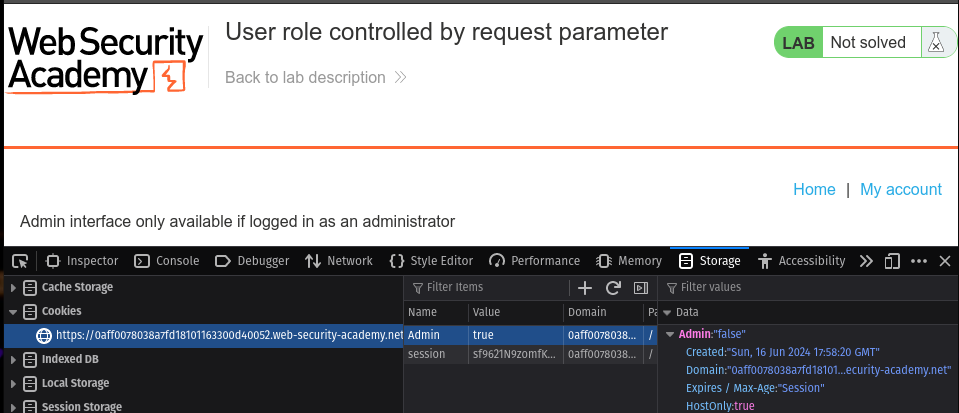 Web Security
Academy
User role controlled by request parameter
Back to lab description
LAB Not solved
Home | My account
Admin interface only available if logged in as an administrator
Inspector Console Debugger Network Style Editor Performance Memory Storage Accessibility
Cache Storage
Cookies
https://0aff0078038a7fd18101163300d40052.web-security-academy.net
Indexed DB
Local Storage
Session Storage
Filter Items
Name Value Domain Pa
Admin true 0aff0078038... /
session sf9621N9zomfK... 0aff0078038... /
Filter values
Data
Admin:"false"
Created:"Sun, 16 Jun 2024 17:58:20 GMT"
Domain:"0aff0078038a7fd18101...ecurity-academy.net"
Expires / Max-Age:"Session"
HostOnly:true